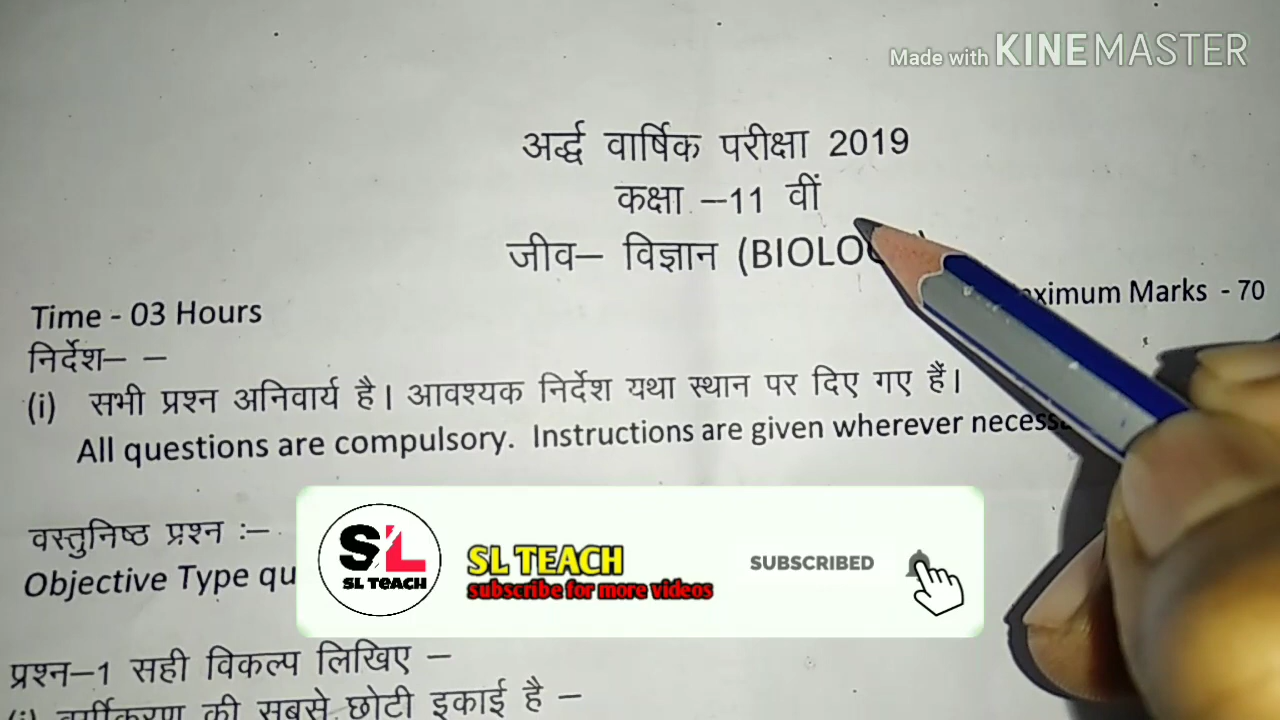 Made with KINEMASTER
अर्द्ध वार्षिक परीक्षा 2019
कक्षा –11 वीं
जीव– विज्ञान (BIOLO
Time - 03 Hours
aximum Marks - 70
निर्देश– –
(i) सभी प्रश्न अनिवार्य है। आवश्यक निर्देश यथा स्थान पर दिए गए हैं।
All questions are compulsory. Instructions are given wherever necess
वस्तुनिष्ठ प्रश्न :–
Objective Type qu
SL
SL TEACH
SL TEACH
subscribe for more videos
SUBSCRIBED
प्रश्न–1 सही विकल्प लिखिए –
(i) वर्गीकरण की सबसे छोटी इकाई है –